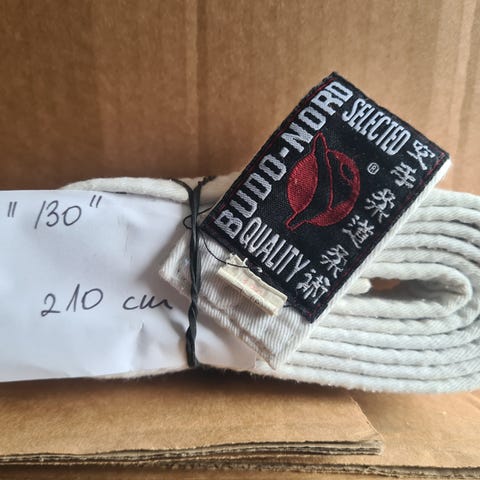 " 130"
210 cm
BUDO-NORD
SELECTED
QUALITY
®
空手柔道柔術